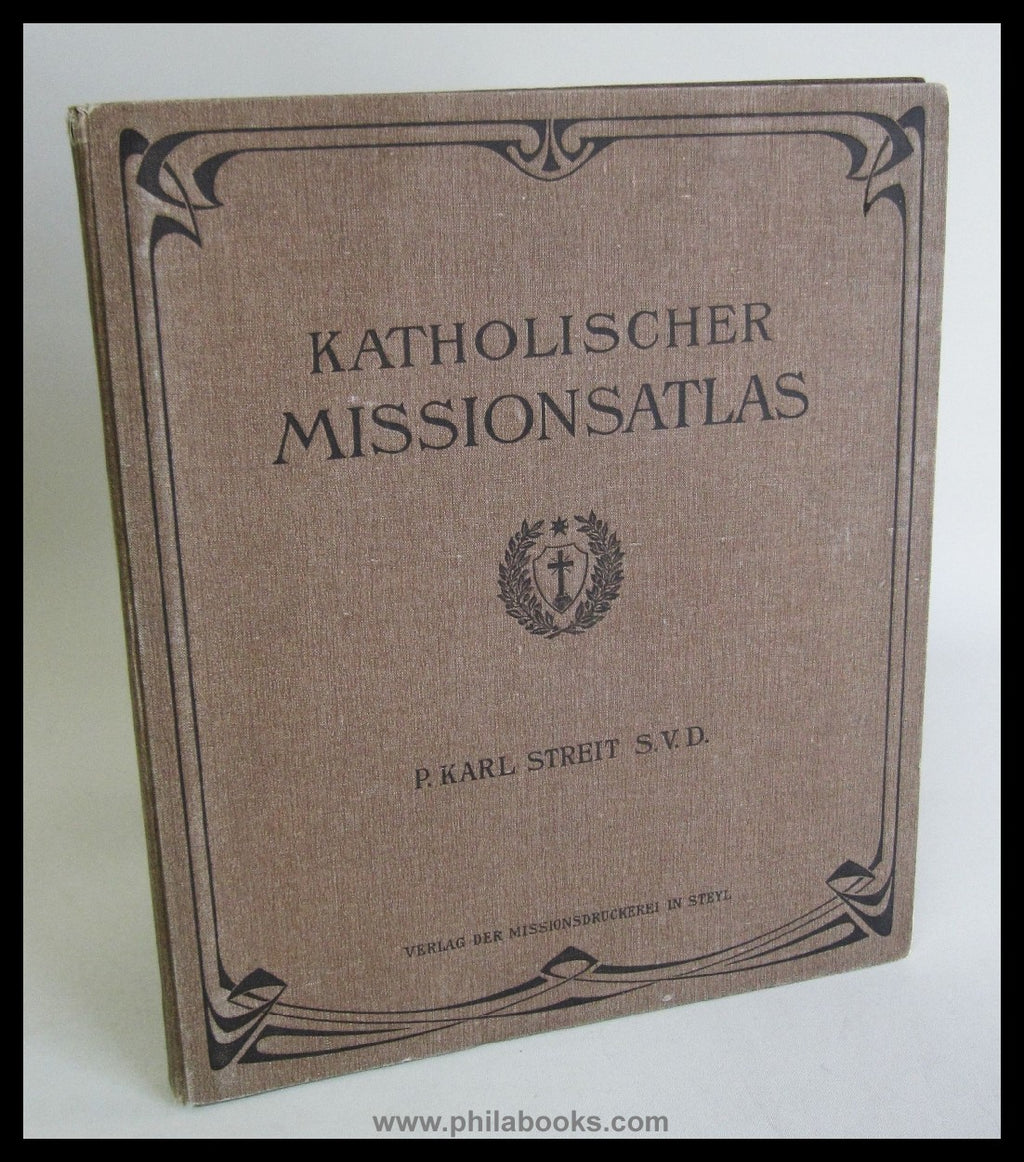 KATHOLISCHER
MISSIONSATLAS
P. KARL STREIT S.V.D.
VERLAG DER MISSIONSDRUCKEREI IN STEYL
www.philabooks.com